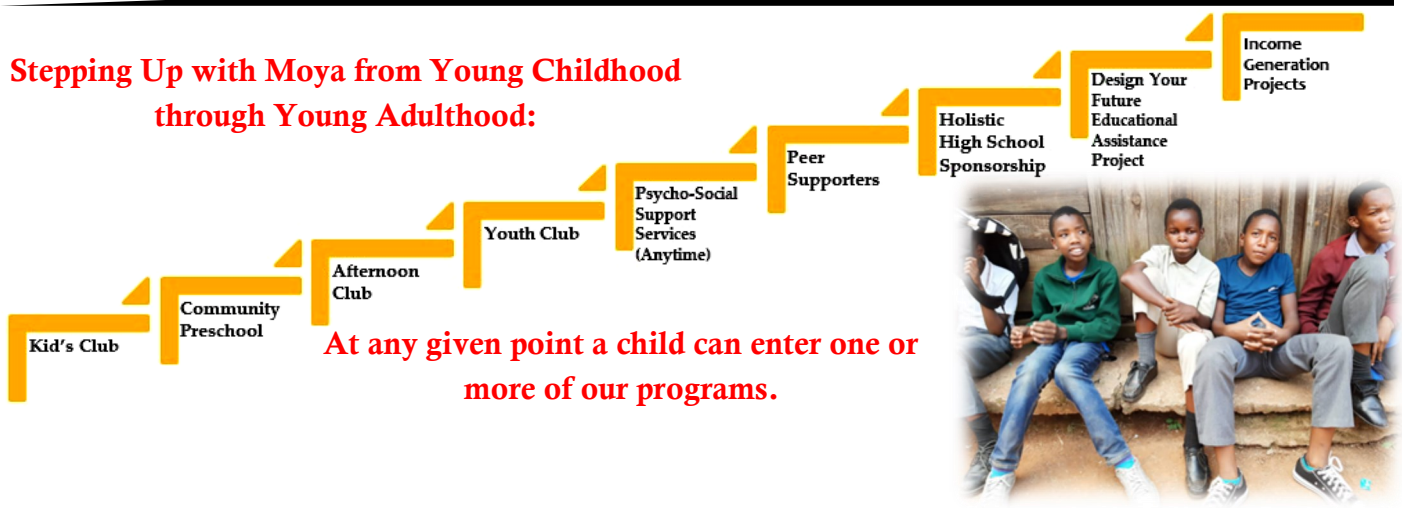 Stepping Up with Moya from Young Childhood
through Young Adulthood:
Kid's Club
Community
Preschool
Afternoon
Club
Youth Club
Psycho-Social
Support
Services
(Anytime)
Peer
Supporters
Holistic
High School
Sponsorship
Design Your
Future
Educational
Assistance
Project
Income
Generation
Projects
At any given point a child can enter one or
more of our programs.